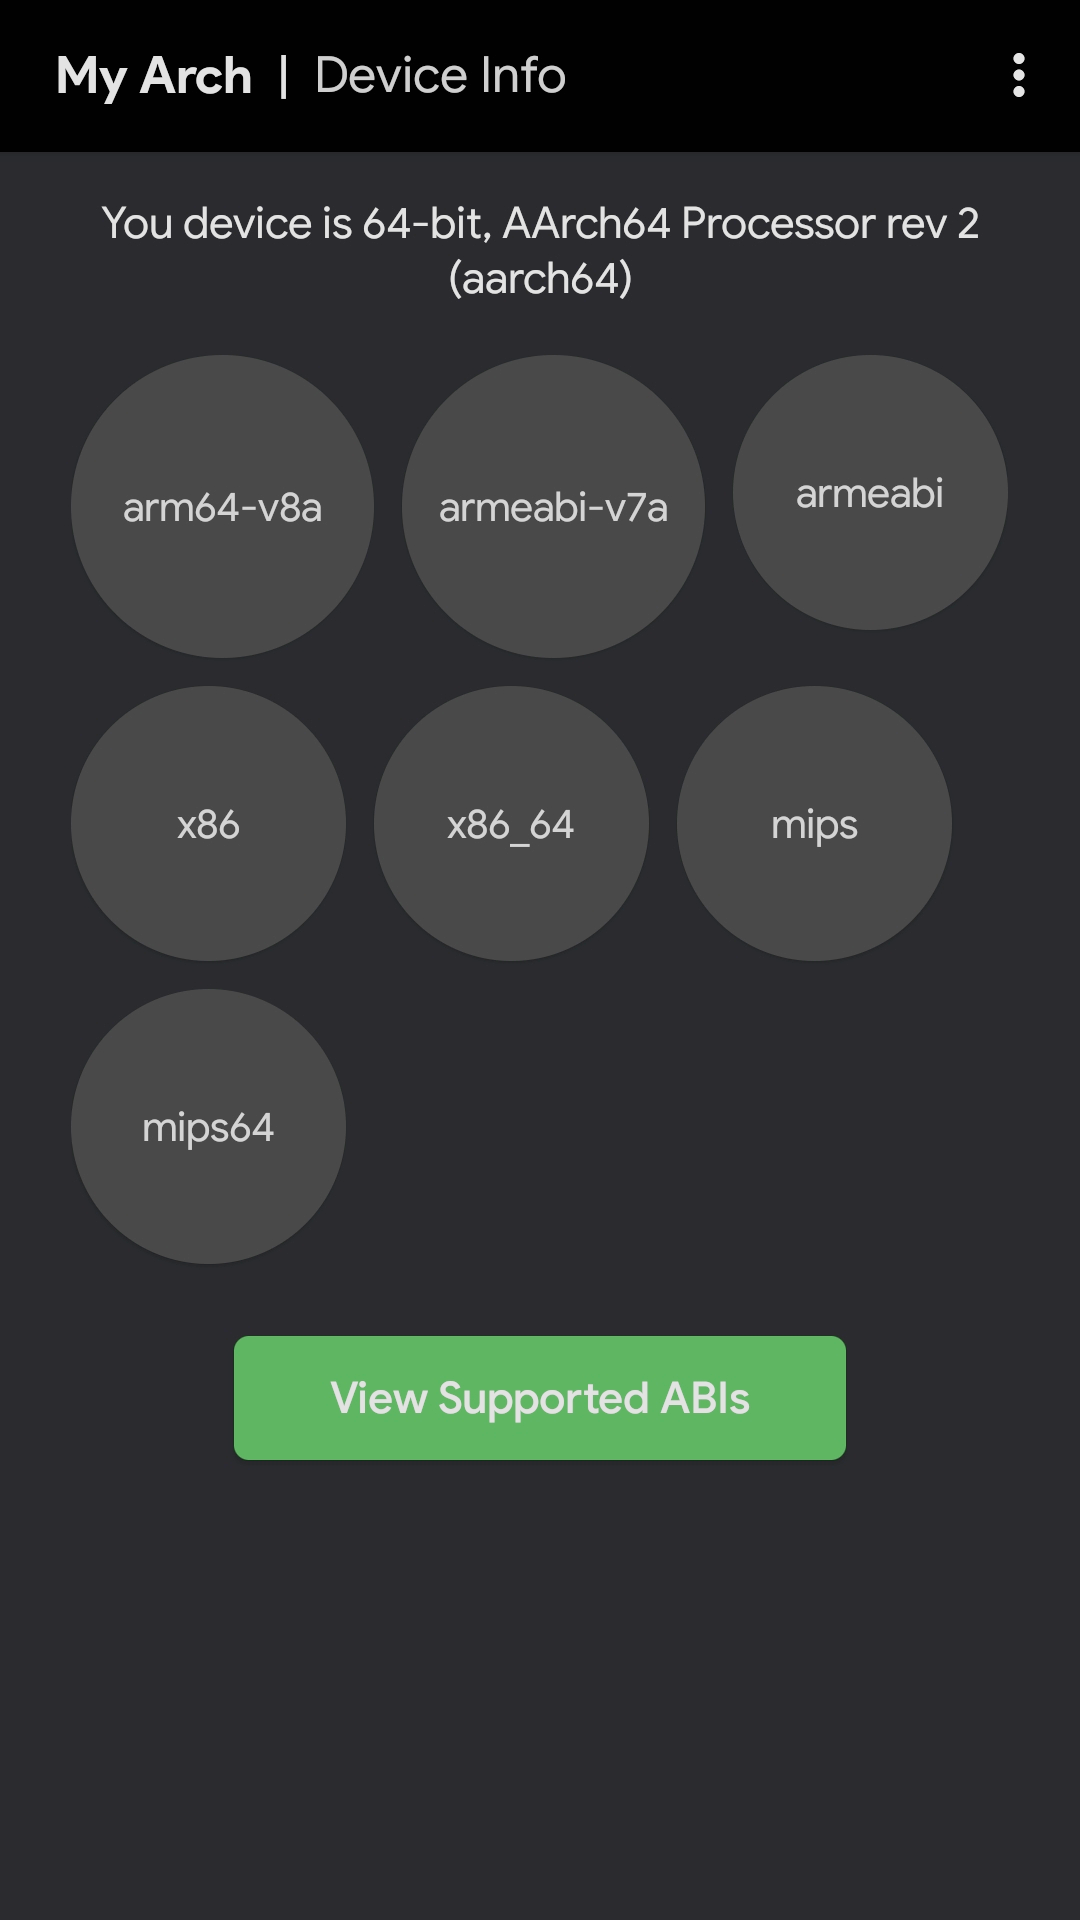 My Arch | Device Info
You device is 64-bit, AArch64 Processor rev 2
(aarch64)
arm64-v8a armeabi-v7a armeabi
x86 x86_64 mips
mips64
View Supported ABIs